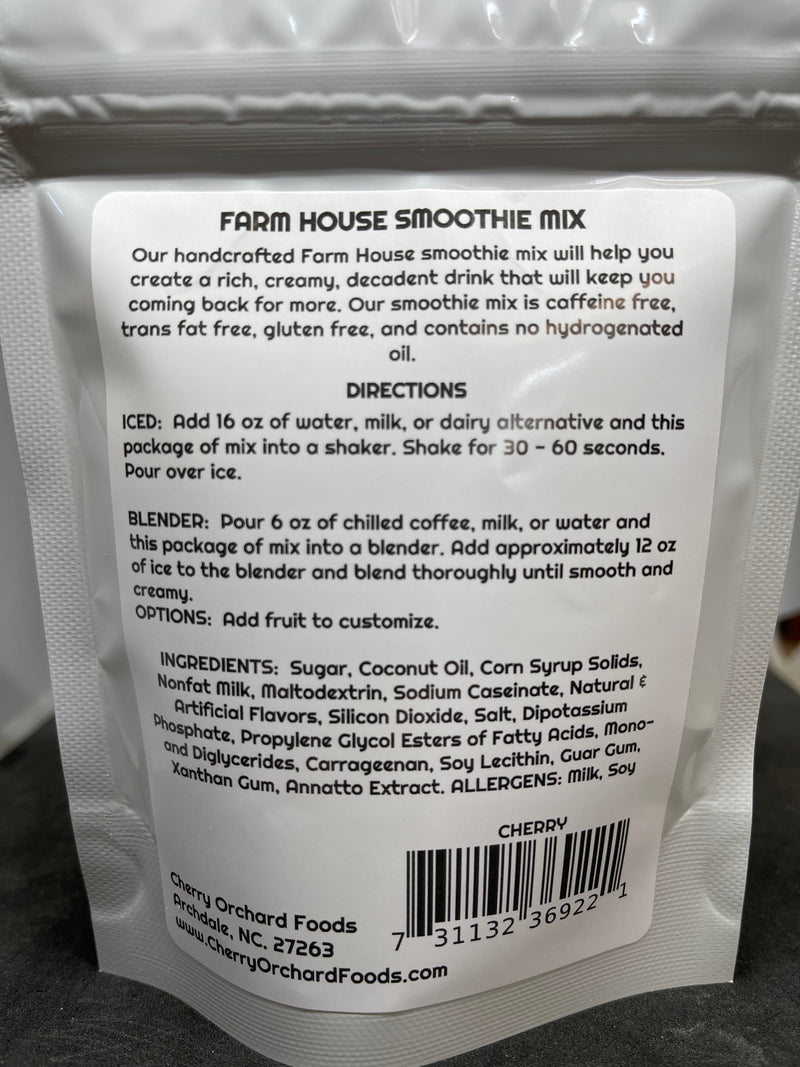 FARM HOUSE SMOOTHIE MIX
Our handcrafted Farm House smoothie mix will help you
create a rich, creamy, decadent drink that will keep you
coming back for more. Our smoothie mix is caffeine free,
trans fat free, gluten free, and contains no hydrogenated
oil.
DIRECTIONS
ICED: Add 16 oz of water, milk, or dairy alternative and this
package of mix into a shaker. Shake for 30 - 60 seconds.
Pour over ice.
BLENDER: Pour 6 oz of chilled coffee, milk, or water and
this package of mix into a blender. Add approximately 12 oz
of ice to the blender and blend thoroughly until smooth and
creamy.
OPTIONS: Add fruit to customize.
INGREDIENTS: Sugar, Coconut Oil, Corn Syrup Solids,
Nonfat Milk, Maltodextrin, Sodium Caseinate, Natural &
Artificial Flavors, Silicon Dioxide, Salt, Dipotassium
Phosphate, Propylene Glycol Esters of Fatty Acids, Mono-
and Diglycerides, Carrageenan, Soy Lecithin, Guar Gum,
Xanthan Gum, Annatto Extract. ALLERGENS: Milk, Soy
CHERRY
7 31132 36922 1
Cherry Orchard Foods
Archdale, NC. 27263
www.CherryOrchardFoods.com